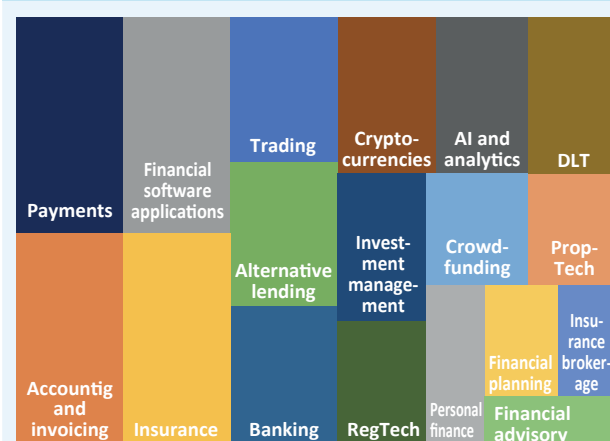 Payments
Financial
software
applications
Trading
Crypto-
currencies
AI and
analytics
DLT
Alternative
lending
Invest-
ment
manage-
ment
Crowd-
funding
Prop-
Tech
Accountig
and
invoicing
Insurance
Banking
RegTech
Personal
finance
Financial
planning
Insu-
rance
broker-
age
Financial
advisory